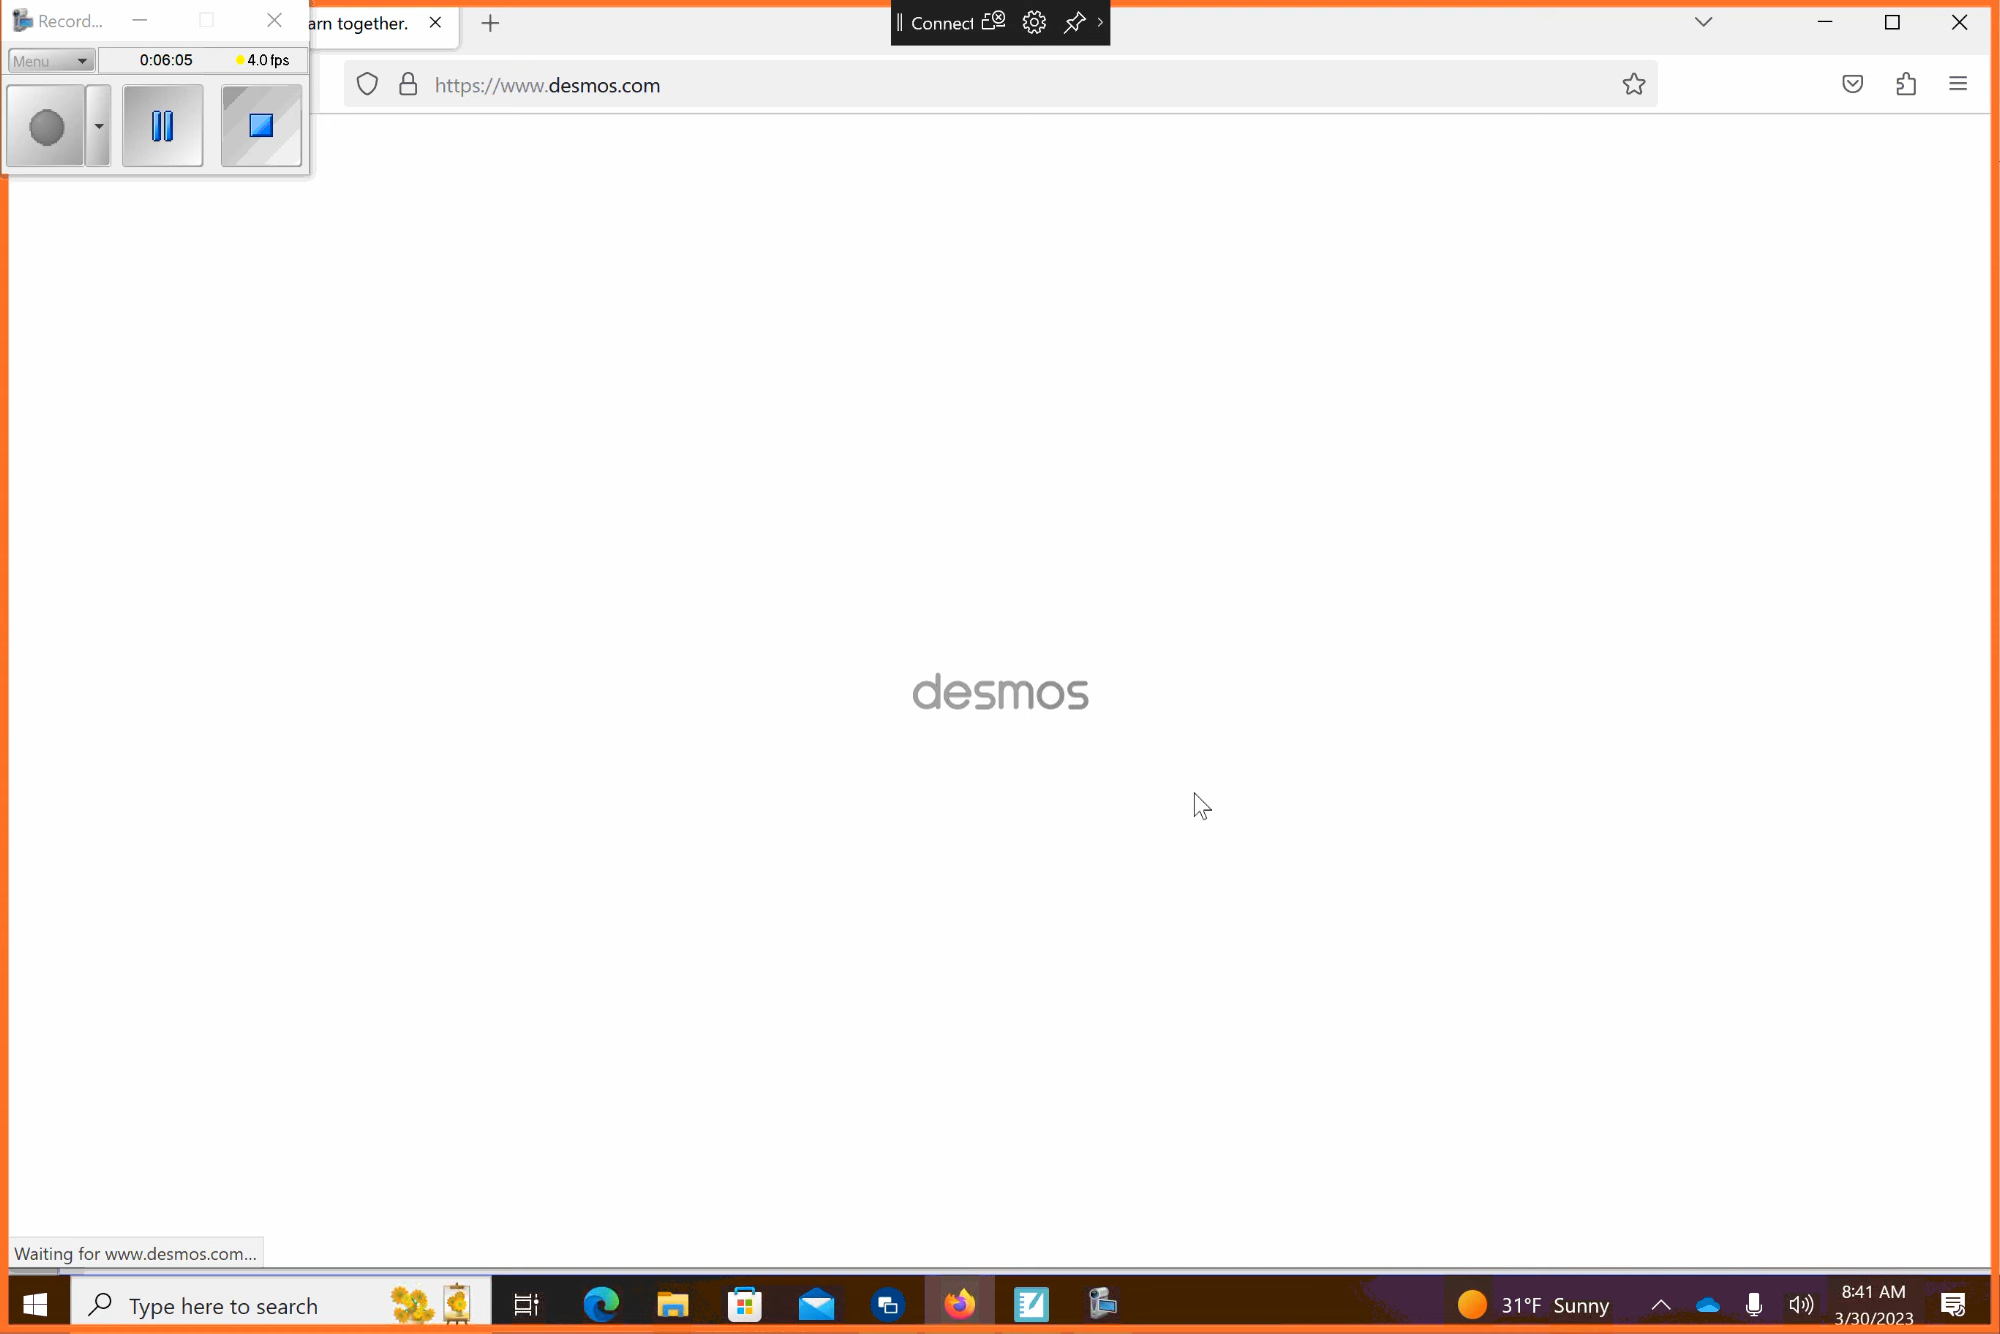 Record...
arn together.
Connect
Menu
0:06:05
4.0 fps
https://www.desmos.com
desmos
Waiting for www.desmos.com...
Type here to search
31°F Sunny
8:41 AM
3/30/2023